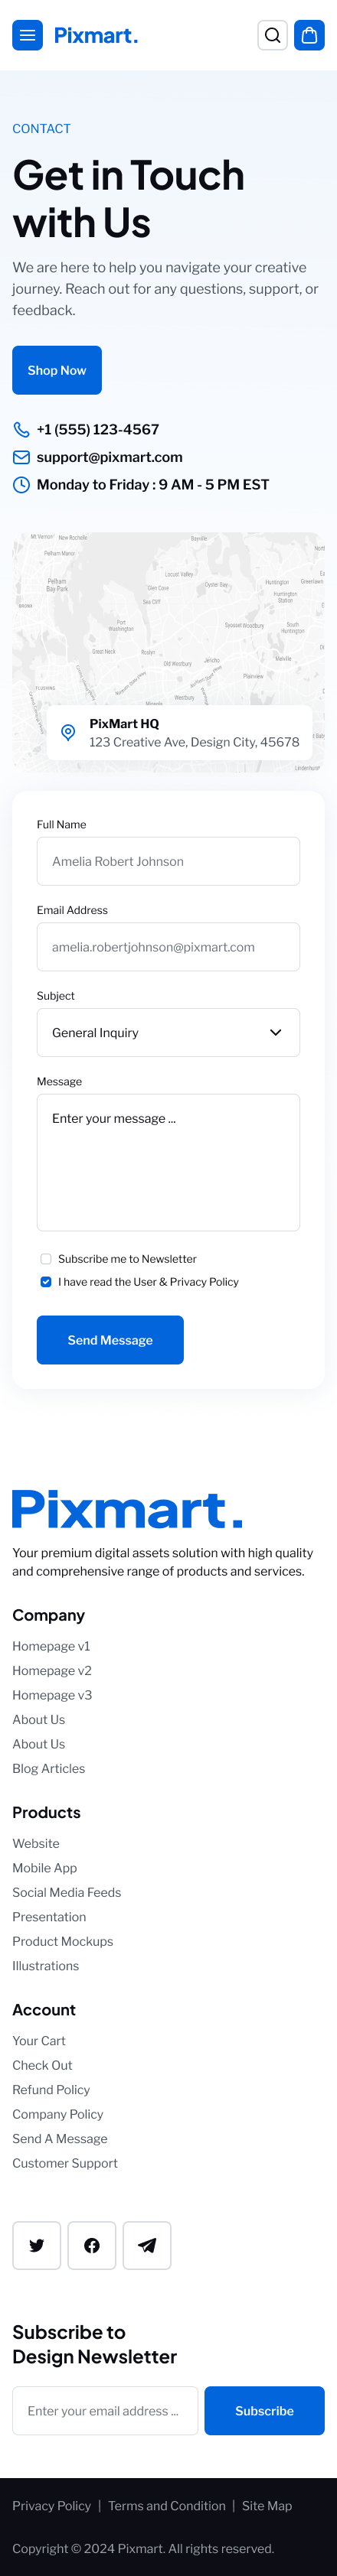 Pixmart.
CONTACT
Get in Touch
with Us
We are here to help you navigate your creative
journey. Reach out for any questions, support, or
feedback.
Shop Now
+1 (555) 123-4567
support@pixmart.com
Monday to Friday : 9 AM - 5 PM EST
Mt Vernon
New Rochelle
Bayville
Pelham Manor
Pelham
Bay Park
Locust Valley
Glen Cove
Oyster Bay
Huntington
Greenlawn
Huntington
Station
Sea Cliff
BRONX
Port
Washington
Syosset
Woodbury
South
Huntington
Great Neck
Roslyn
Jericho
Melville
Old Westbury
Plainview
FLUSHING
Westbury
Mineola
PixMart HQ
123 Creative Ave, Design City, 45678
Lindenhurst
Full Name
Amelia Robert Johnson
Email Address
amelia.robertjohnson@pixmart.com
Subject
General Inquiry
Message
Enter your message ...
Subscribe me to Newsletter
I have read the User & Privacy Policy
Send Message
Pixmart.
Your premium digital assets solution with high quality
and comprehensive range of products and services.
Company
Homepage v1
Homepage v2
Homepage v3
About Us
About Us
Blog Articles
Products
Website
Mobile App
Social Media Feeds
Presentation
Product Mockups
Illustrations
Account
Your Cart
Check Out
Refund Policy
Company Policy
Send A Message
Customer Support
Subscribe to
Design Newsletter
Enter your email address ...
Subscribe
Privacy Policy | Terms and Condition | Site Map
Copyright © 2024 Pixmart. All rights reserved.